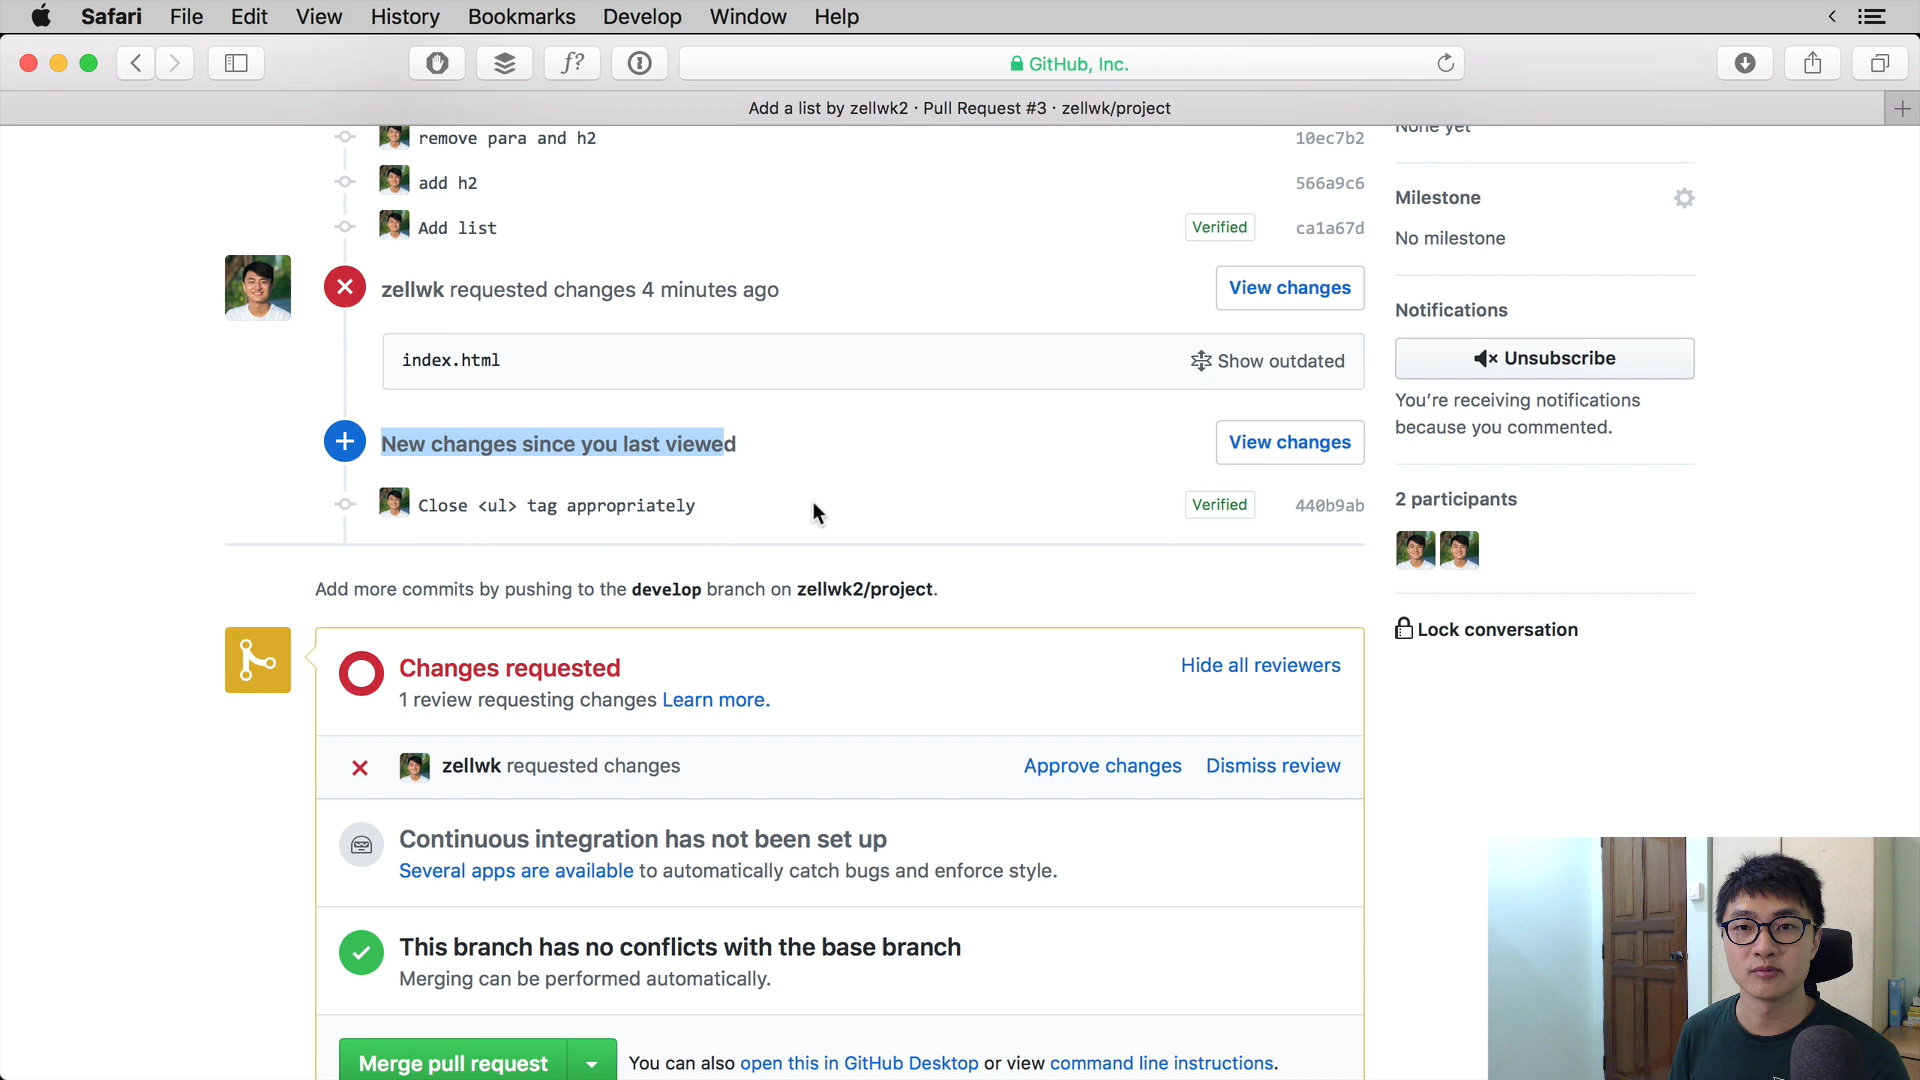 Safari File Edit View History Bookmarks Develop Window Help
f?
GitHub, Inc.
Add a list by zellwk2 · Pull Request #3 · zellwk/project
remove para and h2 10ec7b2
add h2 566a9c6
Add list Verified ca1a67d
zellwk requested changes 4 minutes ago View changes
index.html Show outdated
New changes since you last viewed View changes
Close <ul> tag appropriately Verified 440b9ab
Add more commits by pushing to the develop branch on zellwk2/project.
Changes requested Hide all reviewers
1 review requesting changes Learn more.
zellwk requested changes Approve changes Dismiss review
Continuous integration has not been set up
Several apps are available to automatically catch bugs and enforce style.
This branch has no conflicts with the base branch
Merging can be performed automatically.
Merge pull request You can also open this in GitHub Desktop or view command line instructions.
None yet
Milestone
No milestone
Notifications
Unsubscribe
You're receiving notifications
because you commented.
2 participants
Lock conversation